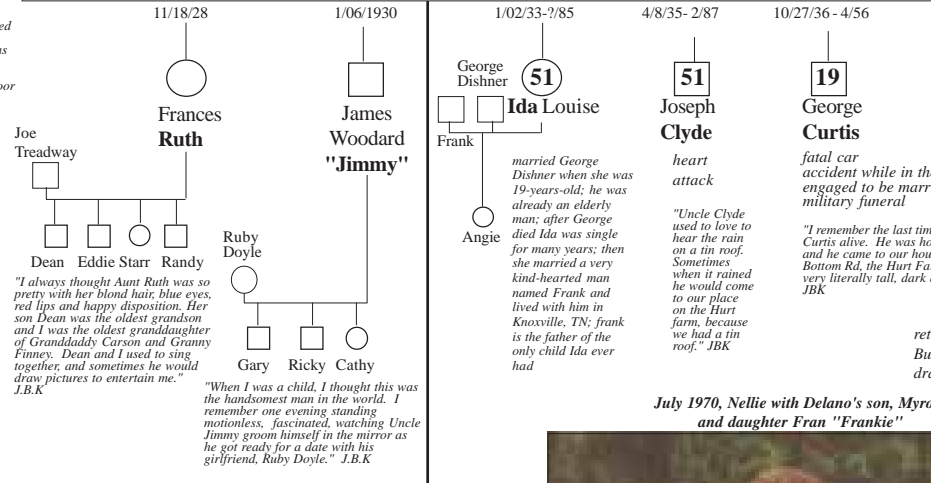 ed
as
oor
11/18/28
Frances
Ruth
Joe
Treadway
Dean Eddie Starr Randy
"I always thought Aunt Ruth was so
pretty with her blond hair, blue eyes,
red lips and happy disposition. Her
son Dean was the oldest grandson
and I was the oldest granddaughter
of Granddaddy Carson and Granny
Finney. Dean and I used to sing
together, and sometimes he would
draw pictures to entertain me."
J.B.K
1/06/1930
James
Woodard
"Jimmy"
Ruby
Doyle
Gary Ricky Cathy
"When I was a child, I thought this was
the handsomest man in the world. I
remember one evening standing
motionless, fascinated, watching Uncle
Jimmy groom himself in the mirror as
he got ready for a date with his
girlfriend, Ruby Doyle." J.B.K
1/02/33-?/85
George
Dishner
51
Ida Louise
Frank
Angie
married George
Dishner when she was
19-years-old; he was
already an elderly
man; after George
died Ida was single
for many years; then
she married a very
kind-hearted man
named Frank and
lived with him in
Knoxville, TN; frank
is the father of the
only child Ida ever
had
4/8/35- 2/87
51
Joseph
Clyde
heart
attack
"Uncle Clyde
used to love to
hear the rain
on a tin roof.
Sometimes
when it rained
he would come
to our place
on the Hurt
farm, because
we had a tin
roof." JBK
10/27/36 - 4/56
19
George
Curtis
fatal car
accident while in the
engaged to be marri
military funeral
"I remember the last tim
Curtis alive. He was ho
and he came to our hou
Bottom Rd, the Hurt Fa
very literally tall, dark
JBK
ret
Bu
dra
July 1970, Nellie with Delano's son, Myro
and daughter Fran "Frankie"